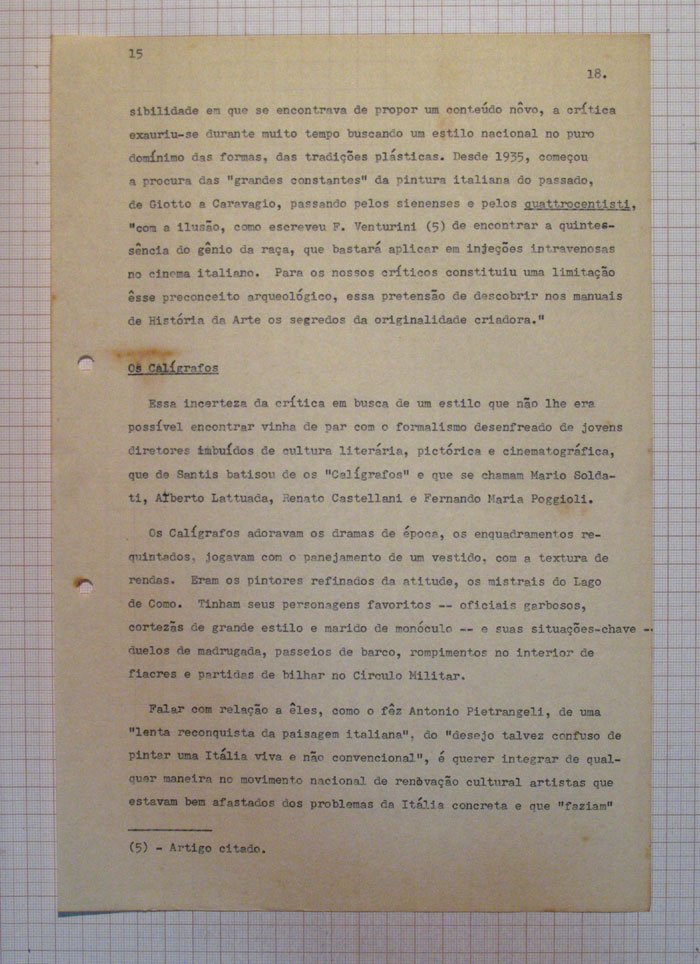 15
18.
sibilidade em que se encontrava de propor um conteúdo nôvo, a crítica
exauriu-se durante muito tempo buscando um estilo nacional no puro
domínimo das formas, das tradições plásticas. Desde 1935, começou
a procura das "grandes constantes" da pintura italiana do passado,
de Giotto a Caravagio, passando pelos sienenses e pelos quattrocentisti,
"com a ilusão, como escreveu F. Venturini (5) de encontrar a quintes-
sência do gênio da raça, que bastará aplicar em injeções intravenosas
no cinema italiano. Para os nossos críticos constituiu uma limitação
êsse preconceito arqueológico, essa pretensão de descobrir nos manuais
de História da Arte os segredos da originalidade criadora."
Os Calígrafos
Essa incerteza da crítica em busca de um estilo que não lhe era
possível encontrar vinha de par com o formalismo desenfreado de jovens
diretores imbuídos de cultura literária, pictórica e cinematográfica,
que de Santis batisou de os "Calígrafos" e que se chamam Mario Solda-
ti, Alberto Lattuada, Renato Castellani e Fernando Maria Poggioli.
Os Calígrafos adoravam os dramas de época, os enquadramentos re-
quintados, jogavam com o panejamento de um vestido, com a textura de
rendas. Eram os pintores refinados da atitude, os mistrais do Lago
de Como. Tinham seus personagens favoritos -- oficiais garbosos,
cortezãs de grande estilo e marido de monóculo -- e suas situações-chave --
duelos de madrugada, passeios de barco, rompimentos no interior de
fiacres e partidas de bilhar no Circulo Militar.
Falar com relação a êles, como o fêz Antonio Pietrangeli, de uma
"lenta reconquista da paisagem italiana", do "desejo talvez confuso de
pintar uma Itália viva e não convencional", é querer integrar de qual-
quer maneira no movimento nacional de renovação cultural artistas que
estavam bem afastados dos problemas da Itália concreta e que "faziam"
(5) - Artigo citado.